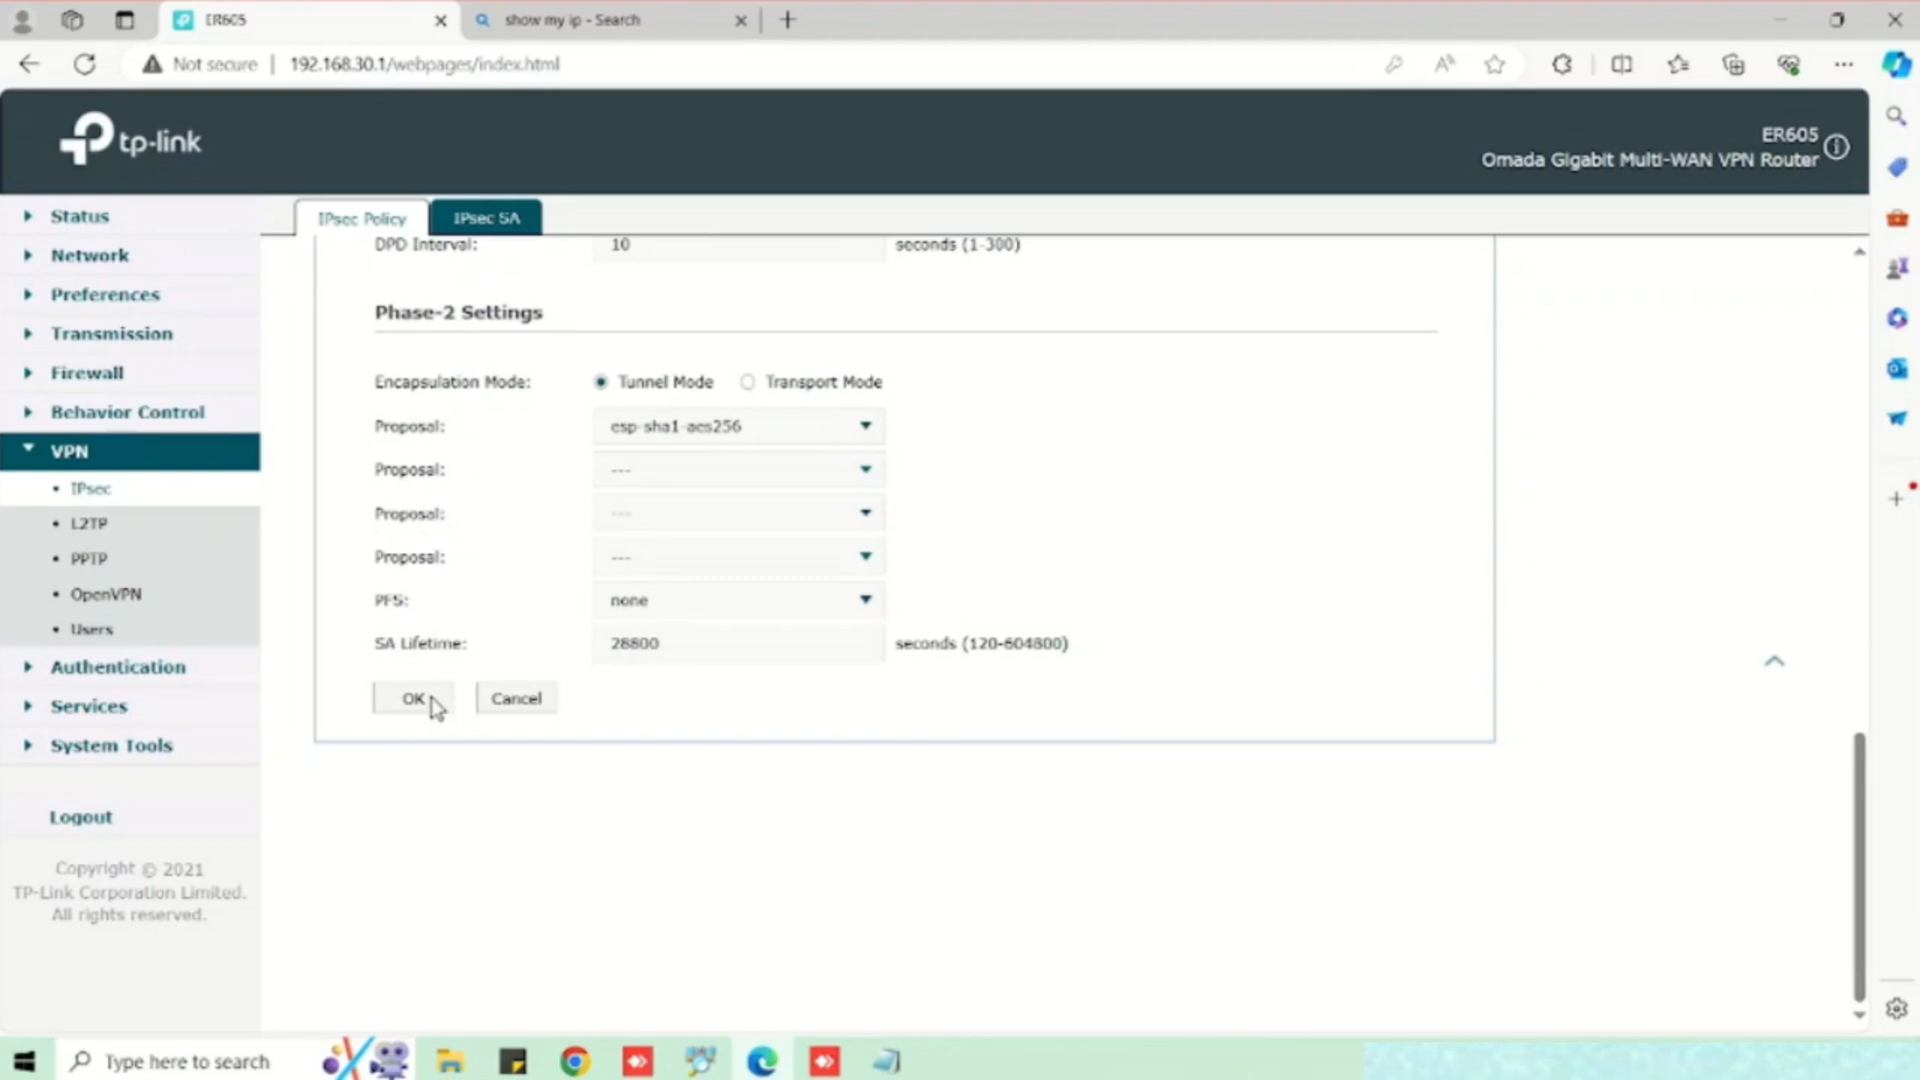 ER605
show my ip - Search
Not secure
192.168.30.1/webpages/index.html
tp-link
ER605
Omada Gigabit Multi-WAN VPN Router
Status
Network
Preferences
Transmission
Firewall
Behavior Control
VPN
IPsec
L2TP
PPTP
OpenVPN
Users
Authentication
Services
System Tools
Logout
Copyright © 2021
TP-Link Corporation Limited.
All rights reserved.
IPsec Policy
IPsec SA
DPD Interval: 10 seconds (1-300)
Phase-2 Settings
Encapsulation Mode: Tunnel Mode Transport Mode
Proposal: esp-sha1-aes256
Proposal: ---
Proposal: ---
Proposal: ---
PFS: none
SA Lifetime: 28800 seconds (120-604800)
OK Cancel
Type here to search